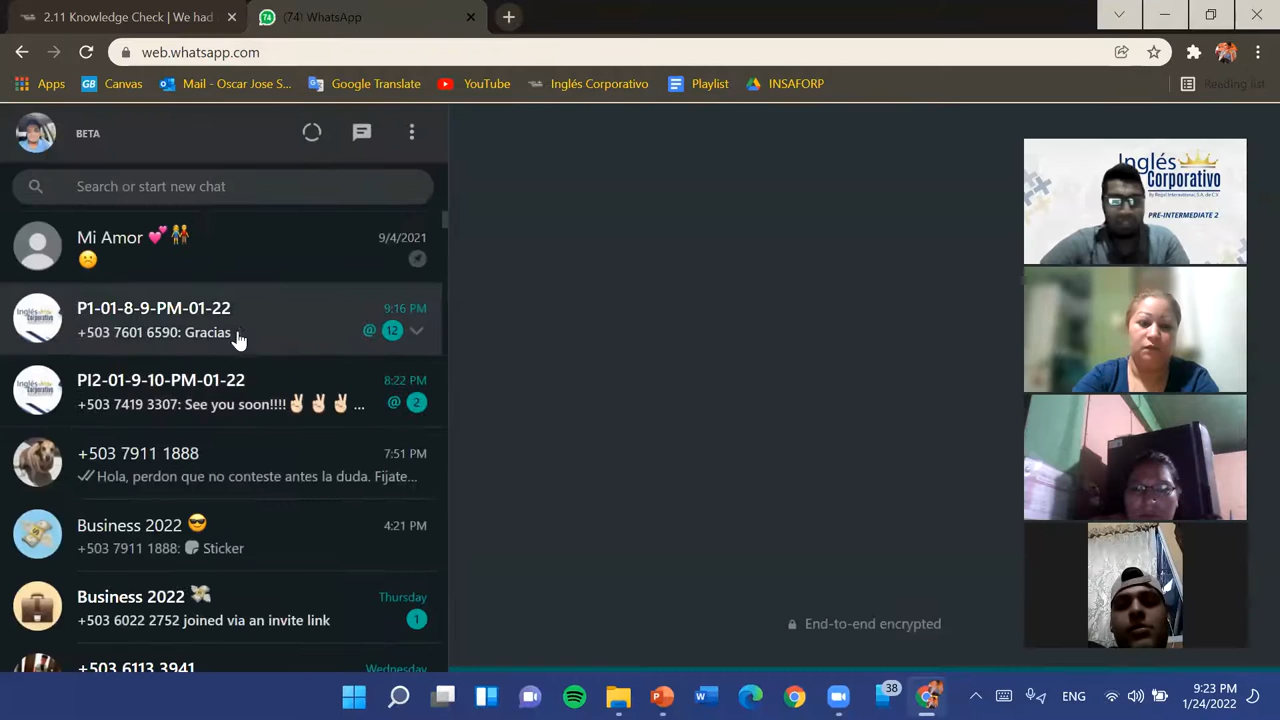 2.11 Knowledge Check | We had
(74) WhatsApp
web.whatsapp.com
Apps
Canvas
Mail - Oscar Jose S...
Google Translate
YouTube
Inglés Corporativo
Playlist
INSAFORP
Reading list
BETA
Search or start new chat
Mi Amor 💕👫
9/4/2021
☹️
P1-01-8-9-PM-01-22
9:16 PM
+503 7601 6590: Gracias
@ 12
PI2-01-9-10-PM-01-22
8:22 PM
+503 7419 3307: See you soon!!!!✌🏻✌🏻✌🏻 ...
@ 2
+503 7911 1888
7:51 PM
Hola, perdon que no conteste antes la duda. Fijate...
Business 2022 😎
4:21 PM
+503 7911 1888: Sticker
Business 2022 💸
Thursday
+503 6022 2752 joined via an invite link
1
+503 6113 3941
Wednesday
End-to-end encrypted
Inglés
Corporativo
By Regal International, S.A. de C.V.
PRE-INTERMEDIATE 2
38
ENG
9:23 PM
1/24/2022